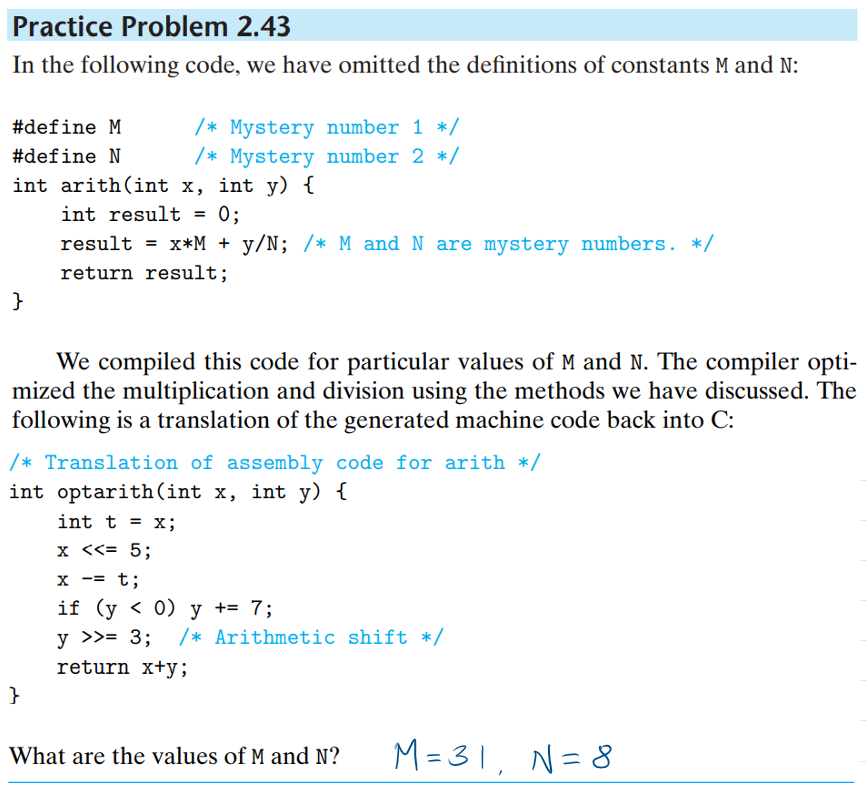 Practice Problem 2.43
In the following code, we have omitted the definitions of constants M and N:
#define M /* Mystery number 1 */
#define N /* Mystery number 2 */
int arith(int x, int y) {
int result = 0;
result = x*M + y/N; /* M and N are mystery numbers. */
return result;
}
We compiled this code for particular values of M and N. The compiler opti-
mized the multiplication and division using the methods we have discussed. The
following is a translation of the generated machine code back into C:
/* Translation of assembly code for arith */
int optarith(int x, int y) {
int t = x;
x <<= 5;
x -= t;
if (y < 0) y += 7;
y >>= 3; /* Arithmetic shift */
return x+y;
}
What are the values of M and N? M = 31, N = 8